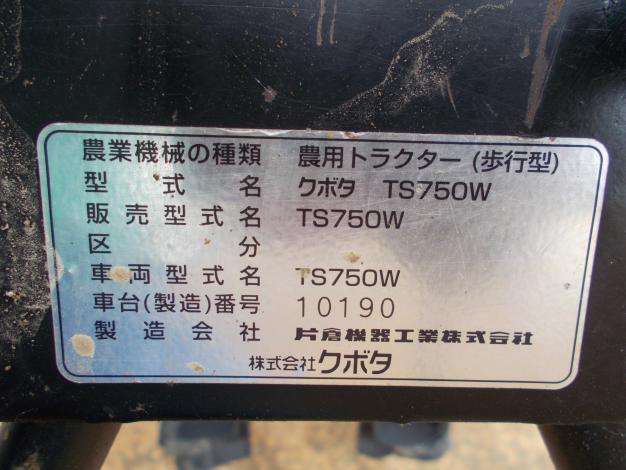 農業機械の種類 農用トラクター(歩行型)
型式名 クボタ TS750W
販売型式名 TS750W
区分
車両型式名 TS750W
車台(製造)番号 10190
製造会社 片倉機器工業株式会社
株式会社クボタ